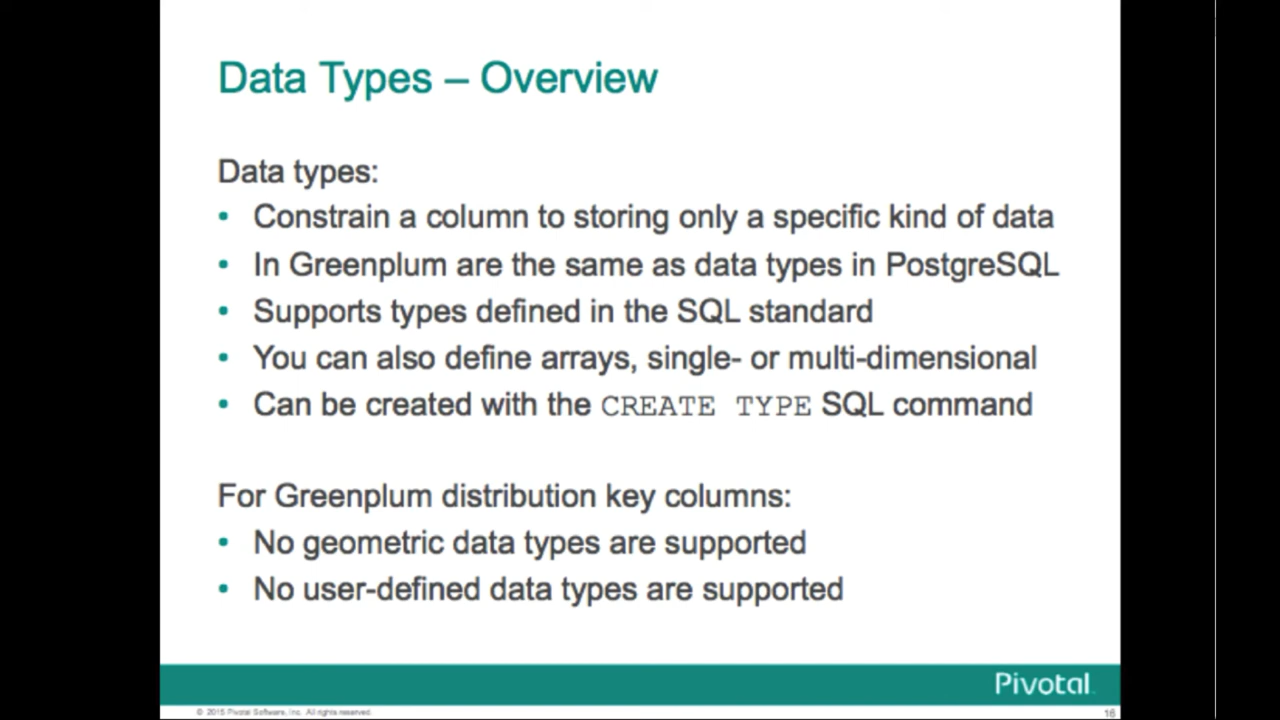 Data Types – Overview
Data types:
• Constrain a column to storing only a specific kind of data
• In Greenplum are the same as data types in PostgreSQL
• Supports types defined in the SQL standard
• You can also define arrays, single- or multi-dimensional
• Can be created with the CREATE TYPE SQL command
For Greenplum distribution key columns:
• No geometric data types are supported
• No user-defined data types are supported
Pivotal
© 2015 Pivotal Software, Inc. All rights reserved.
16